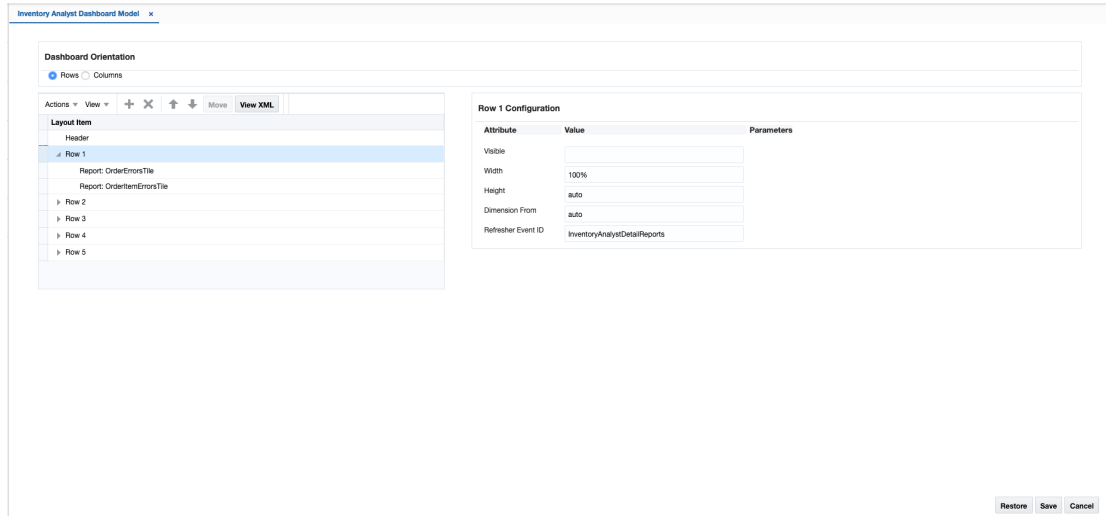 Inventory Analyst Dashboard Model ×
Dashboard Orientation
Rows Columns
Actions View Move View XML
Layout Item
Header
Row 1
Report: OrderErrorsTile
Report: OrderItemErrorsTile
Row 2
Row 3
Row 4
Row 5
Row 1 Configuration
Attribute Value Parameters
Visible
Width 100%
Height auto
Dimension From auto
Refresher Event ID InventoryAnalystDetailReports
Restore Save Cancel